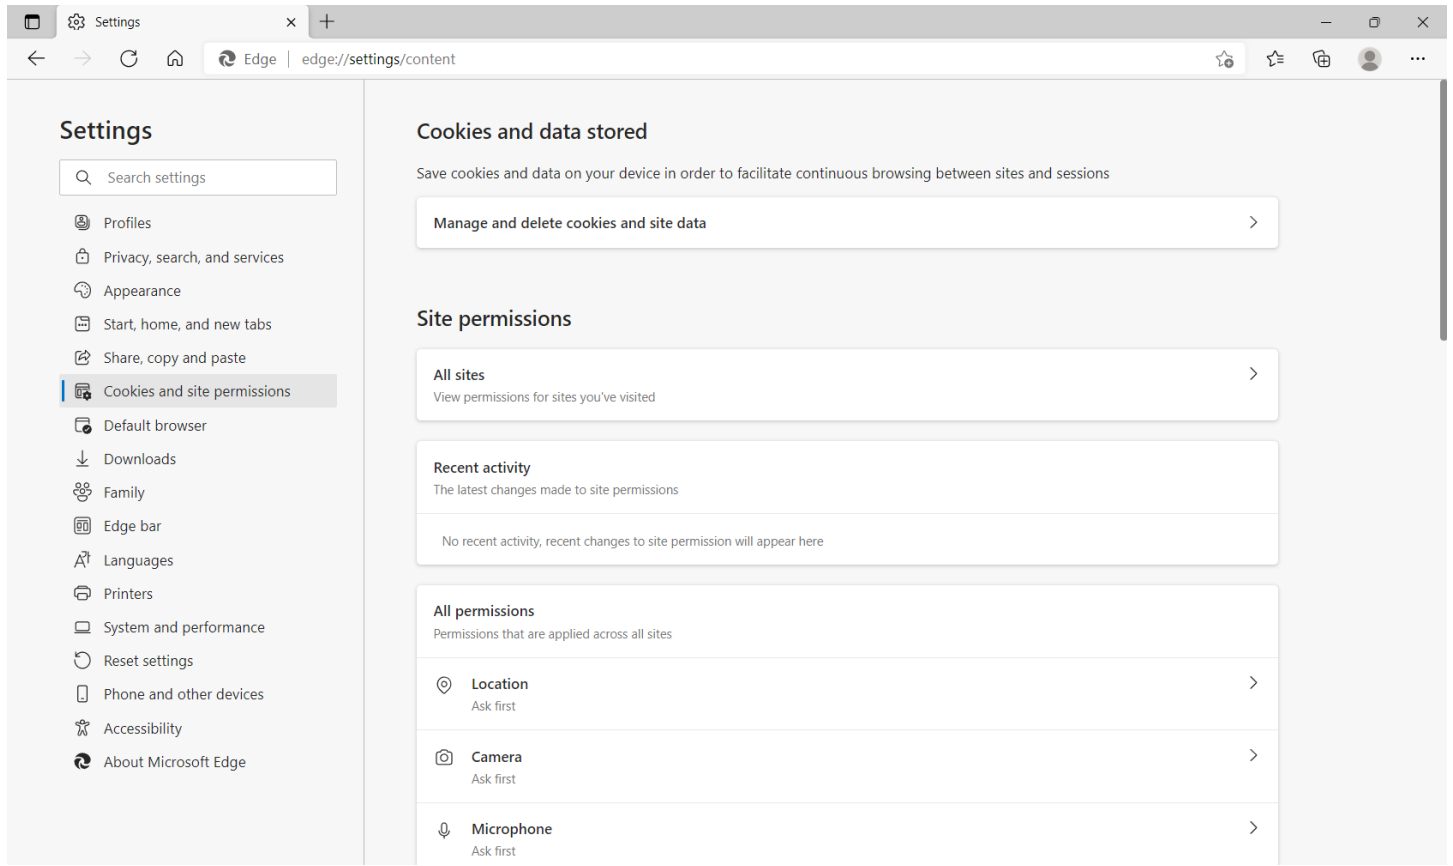 Settings
Edge
edge://settings/content
Settings
Search settings
Profiles
Privacy, search, and services
Appearance
Start, home, and new tabs
Share, copy and paste
Cookies and site permissions
Default browser
Downloads
Family
Edge bar
Languages
Printers
System and performance
Reset settings
Phone and other devices
Accessibility
About Microsoft Edge
Cookies and data stored
Save cookies and data on your device in order to facilitate continuous browsing between sites and sessions
Manage and delete cookies and site data
Site permissions
All sites
View permissions for sites you've visited
Recent activity
The latest changes made to site permissions
No recent activity, recent changes to site permission will appear here
All permissions
Permissions that are applied across all sites
Location
Ask first
Camera
Ask first
Microphone
Ask first